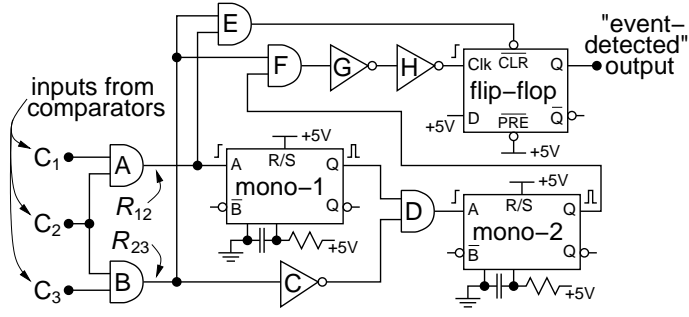 E
"event-
detected"
output
F
G
H
Clk
CLR
Q
flip-flop
+5V
D
PRE
Q
+5V
inputs from
comparators
C1
A
R12
C2
R23
C3
B
+5V
A
R/S
Q
mono-1
B
Q
+5V
C
D
+5V
A
R/S
Q
mono-2
B
Q
+5V